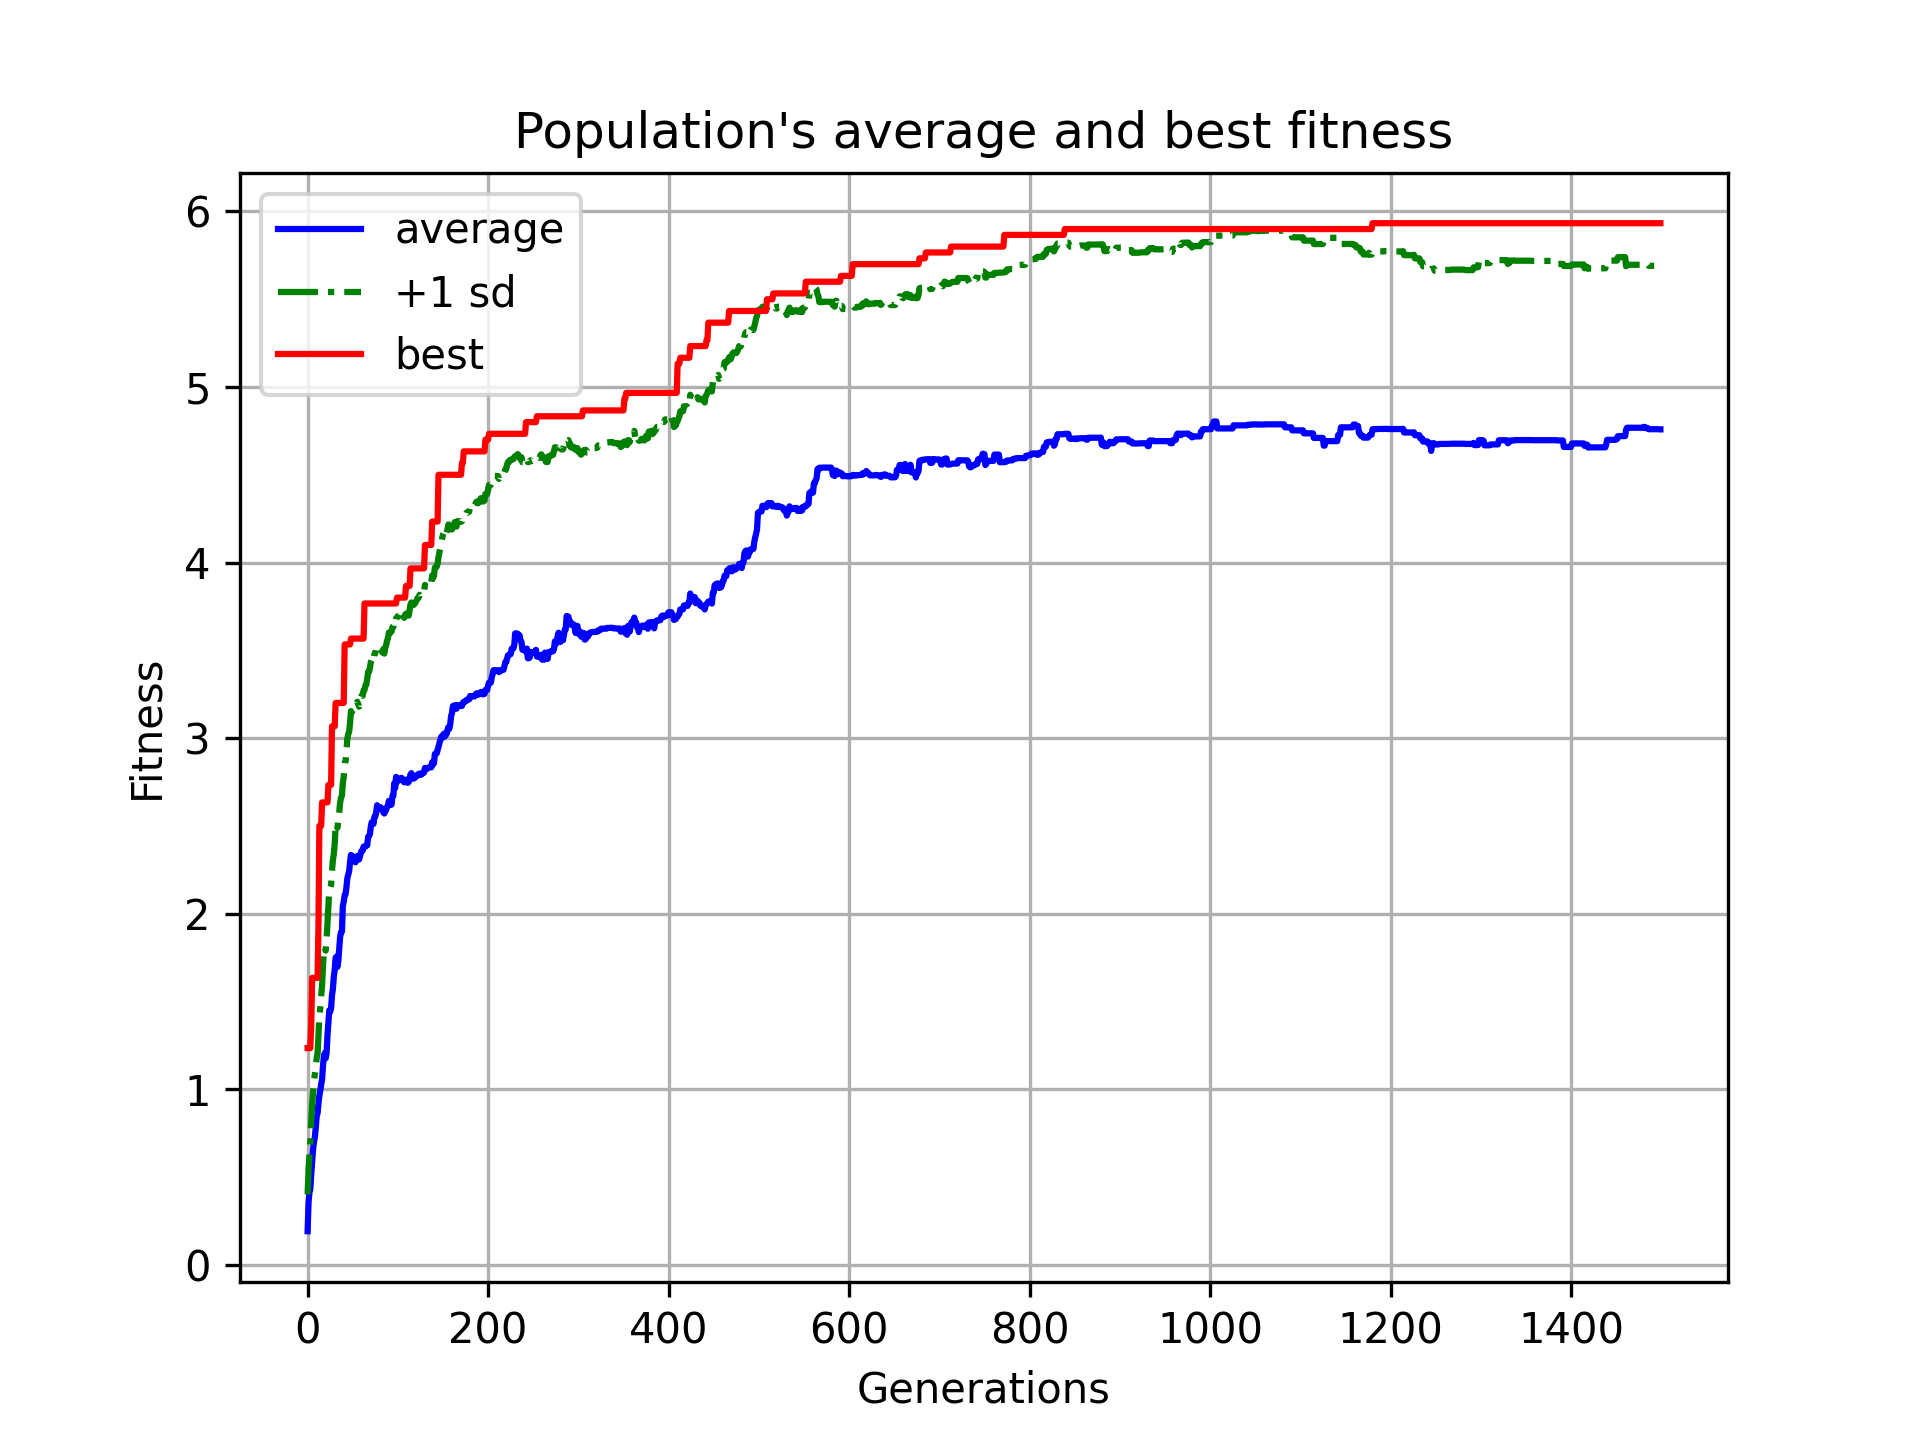 Population's average and best fitness
average
+1 sd
best
Fitness
6
5
4
3
2
1
0
0 200 400 600 800 1000 1200 1400
Generations